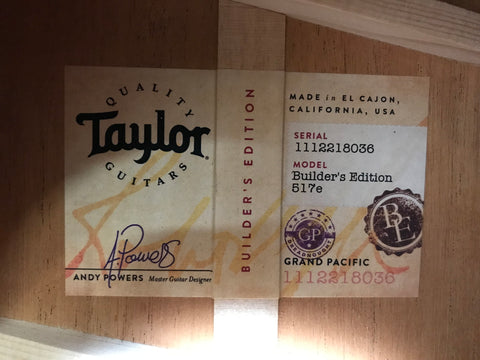 QUALITY
Taylor
GUITARS
A.Powers
ANDY POWERS Master Guitar Designer
BUILDER'S EDITION
MADE in EL CAJON,
CALIFORNIA, USA
SERIAL
1112218036
MODEL
Builder's Edition
517e
GP
DREADNOUGHT
BE
GRAND PACIFIC
1112218036